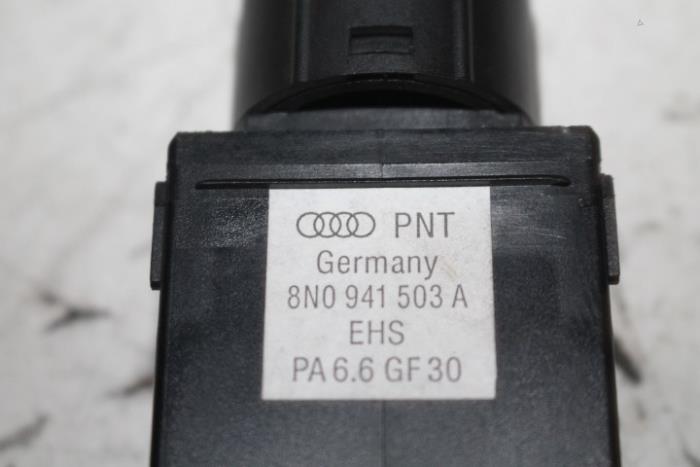 PNT
Germany
8N0 941 503 A
EHS
PA 6.6 GF 30